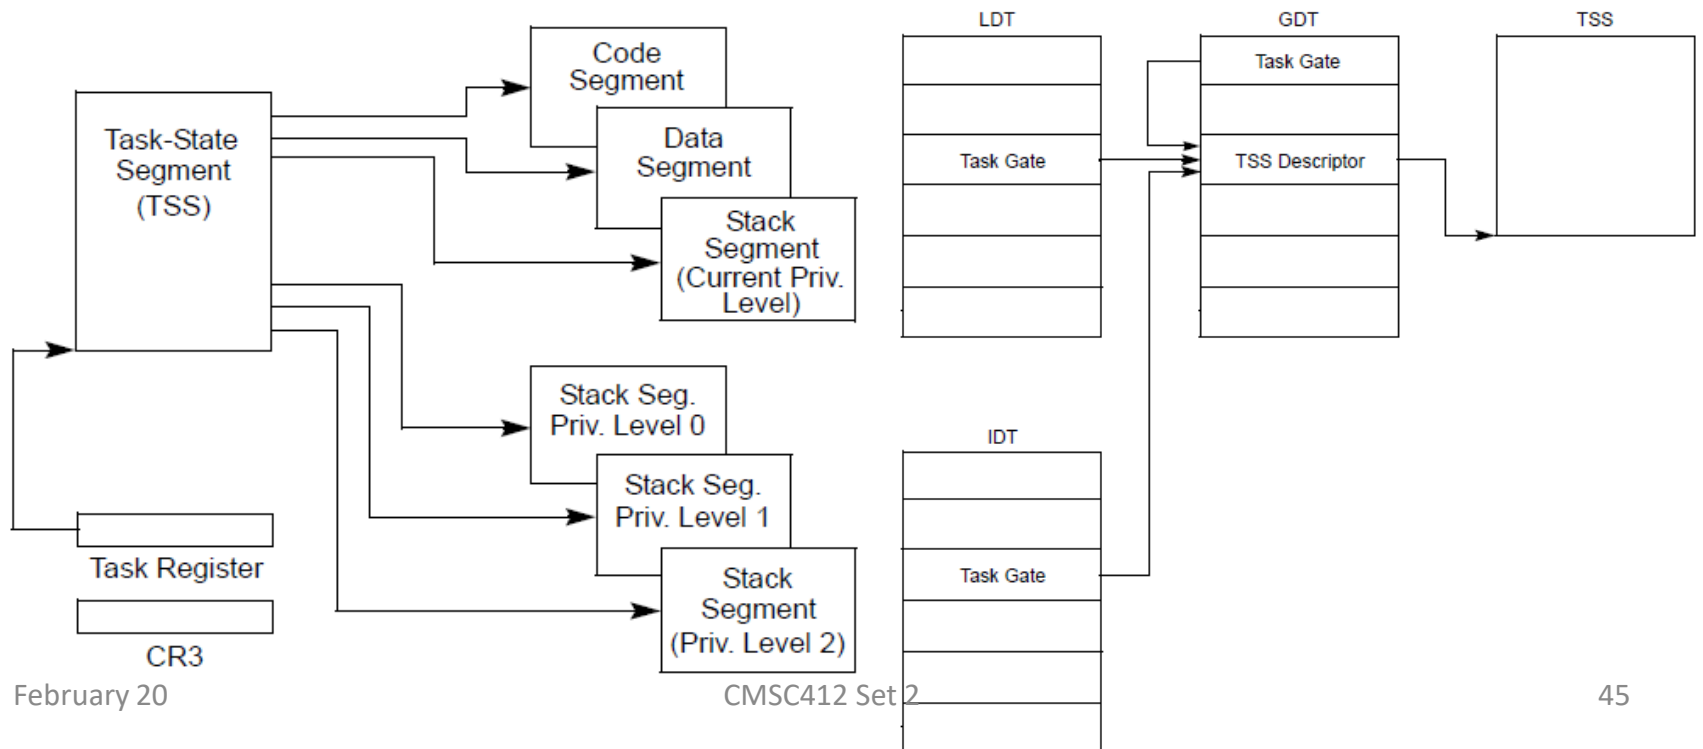 Task-State
Segment
(TSS)
Code
Segment
Data
Segment
Stack
Segment
(Current Priv.
Level)
Stack Seg.
Priv. Level 0
Stack Seg.
Priv. Level 1
Stack
Segment
(Priv. Level 2)
Task Register
CR3
LDT
Task Gate
GDT
Task Gate
TSS Descriptor
TSS
IDT
Task Gate
February 20
CMSC412 Set 2
45